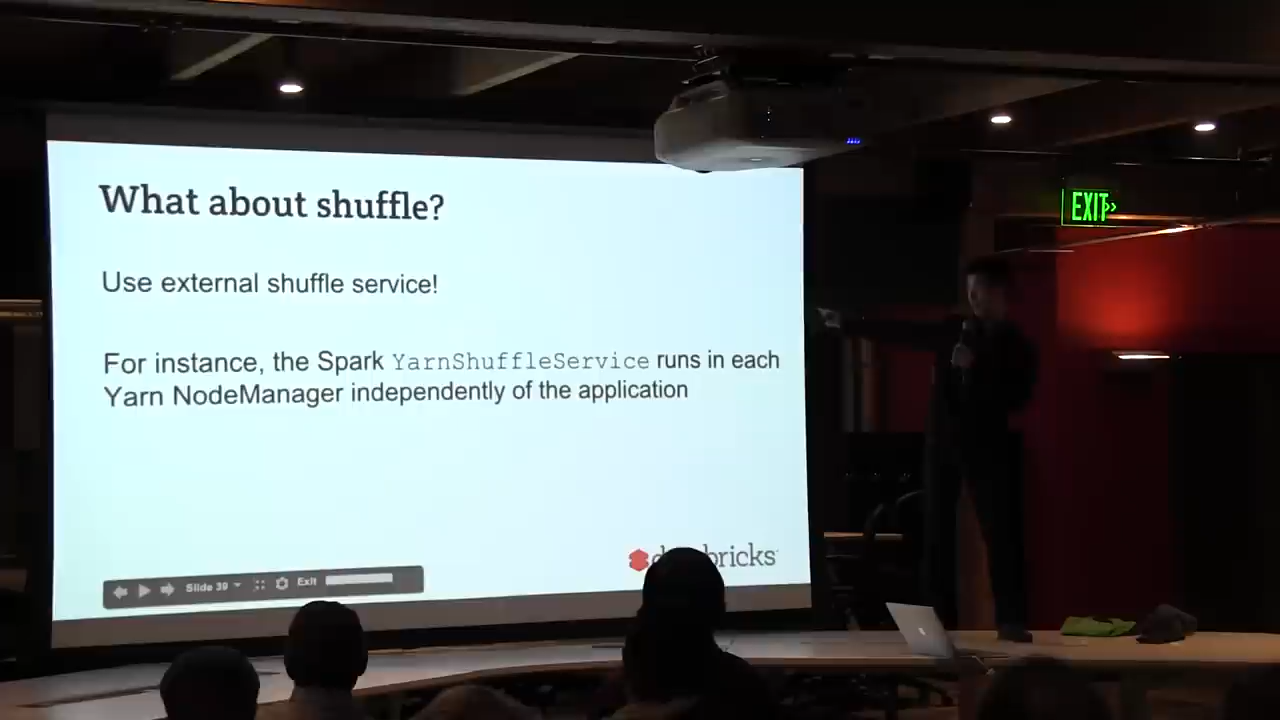 What about shuffle?
Use external shuffle service!
For instance, the Spark YarnShuffleService runs in each
Yarn NodeManager independently of the application
Slide 39
Exit
EXIT